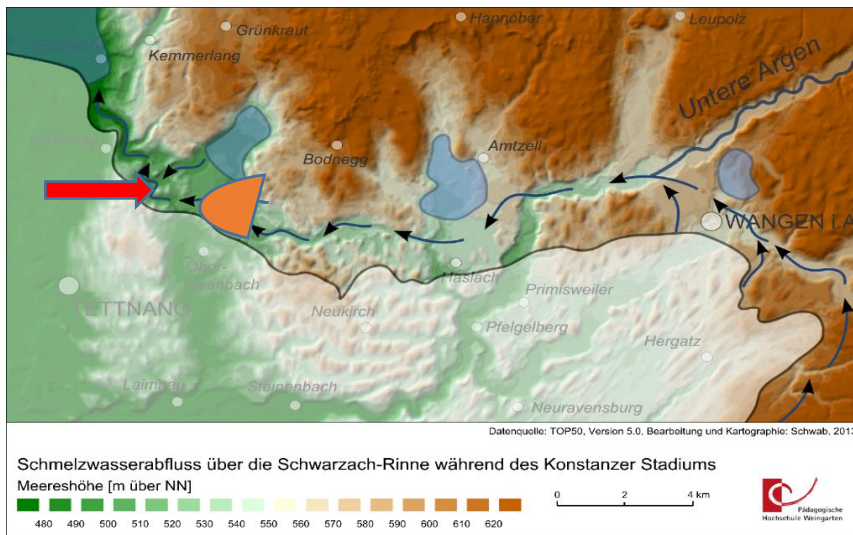 Hannober
Leupolz
Grünkraut
Kemmerlang
Untere Argen
Bodnegg
Amtzell
WANGEN I.A
Haslach
TETTNANG
Neukirch
Primisweiler
Pfelgelberg
Hergatz
Laimnau
Steinenbach
Neuravensburg
Datenquelle: TOP50, Version 5.0, Bearbeitung und Kartographie: Schwab, 2013
Schmelzwasserabfluss über die Schwarzach-Rinne während des Konstanzer Stadiums
Meereshöhe [m über NN]
0 2 4 km
480 490 500 510 520 530 540 550 560 570 580 590 600 610 620
Pädagogische
Hochschule Weingarten